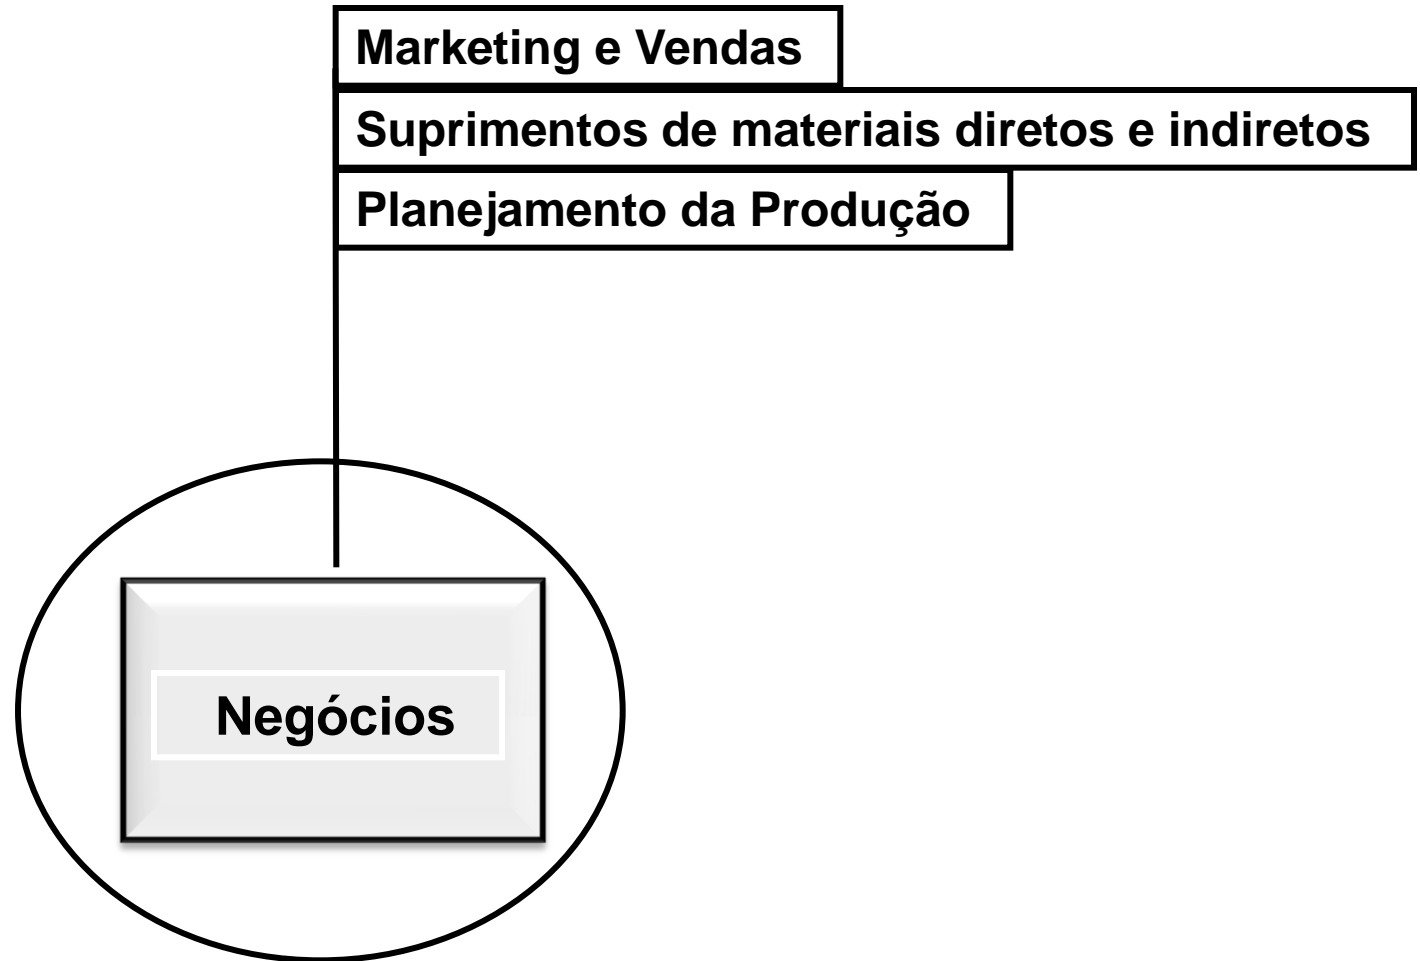 Marketing e Vendas
Suprimentos de materiais diretos e indiretos
Planejamento da Produção
Negócios